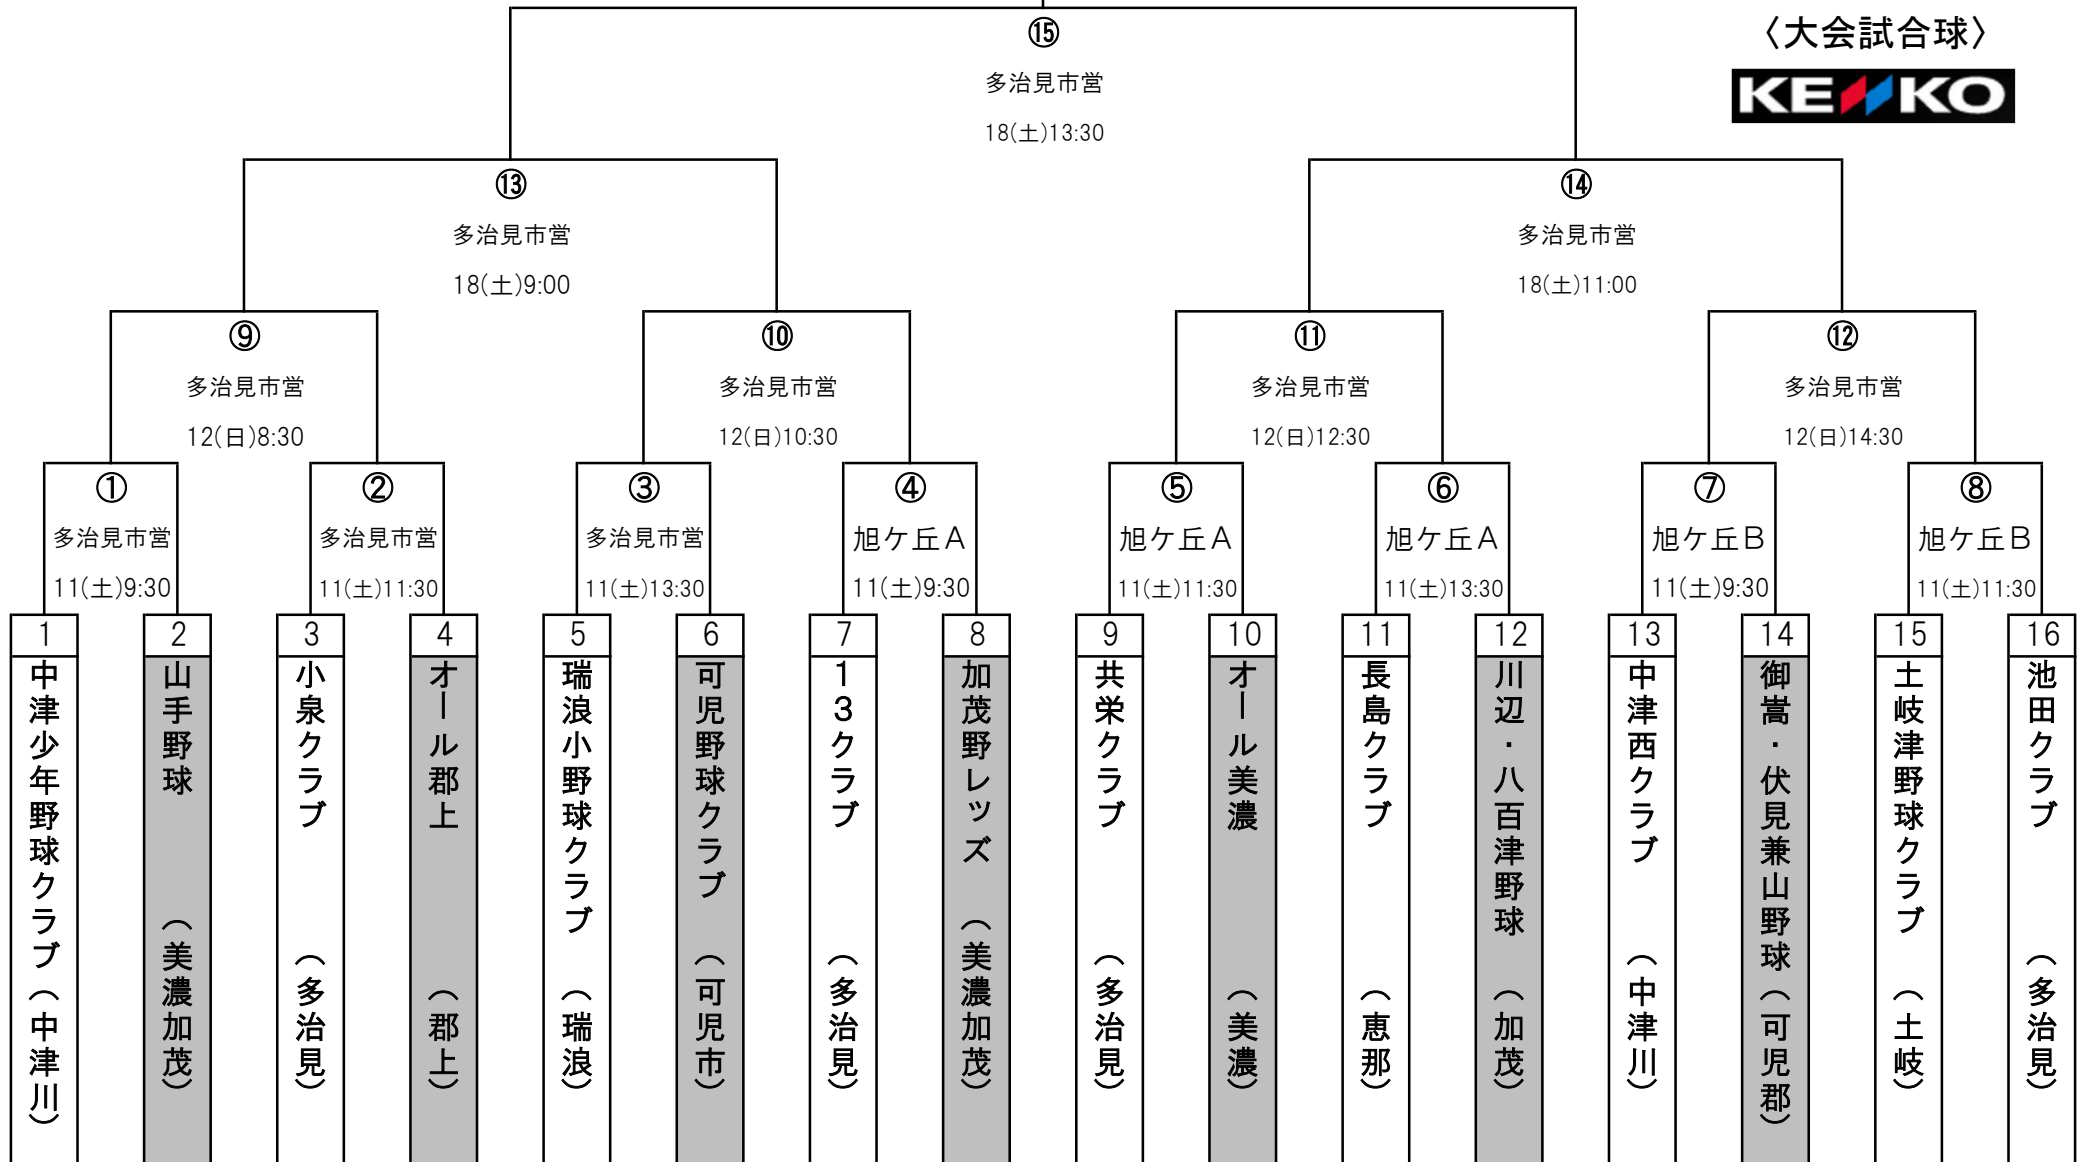 〈大会試合球〉
KENKO
⑮
多治見市営
18(土)13:30
⑬
多治見市営
18(土)9:00
⑭
多治見市営
18(土)11:00
⑨
多治見市営
12(日)8:30
⑩
多治見市営
12(日)10:30
⑪
多治見市営
12(日)12:30
⑫
多治見市営
12(日)14:30
①
多治見市営
11(土)9:30
②
多治見市営
11(土)11:30
③
多治見市営
11(土)13:30
④
旭ケ丘A
11(土)9:30
⑤
旭ケ丘A
11(土)11:30
⑥
旭ケ丘A
11(土)13:30
⑦
旭ケ丘B
11(土)9:30
⑧
旭ケ丘B
11(土)11:30
1
中津少年野球クラブ（中津川）
2
山手野球（美濃加茂）
3
小泉クラブ（多治見）
4
オール郡上（郡上）
5
瑞浪小野球クラブ（瑞浪）
6
可児野球クラブ（可児市）
7
13クラブ（多治見）
8
加茂野レッズ（美濃加茂）
9
共栄クラブ（多治見）
10
オール美濃（美濃）
11
長島クラブ（恵那）
12
川辺・八百津野球（加茂）
13
中津西クラブ（中津川）
14
御嵩・伏見兼山野球（可児郡）
15
土岐津野球クラブ（土岐）
16
池田クラブ（多治見）